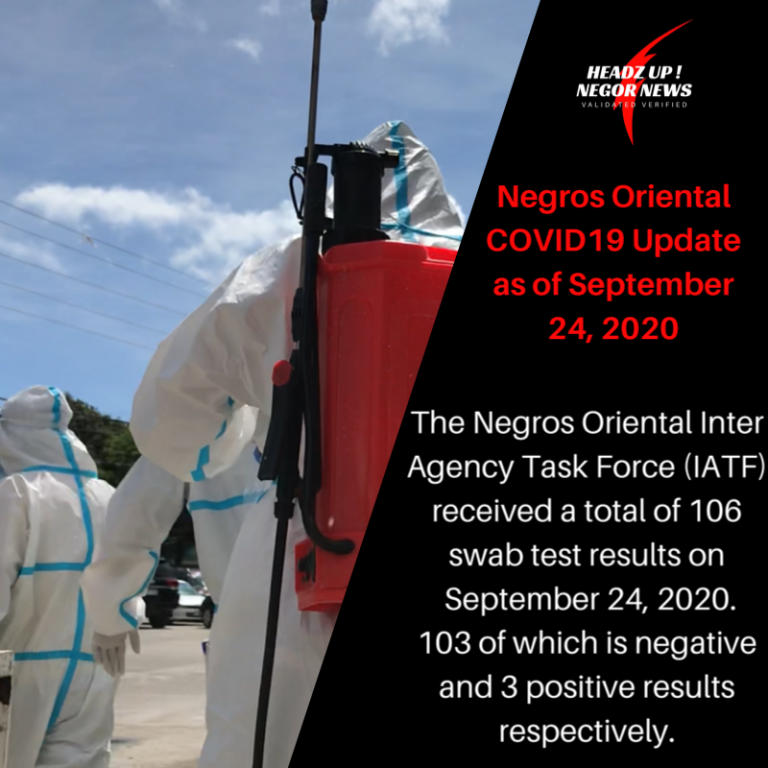 HEADZ UP !
NEGOR NEWS
VALIDATED VERIFIED
Negros Oriental
COVID19 Update
as of September
24, 2020
The Negros Oriental Inter
Agency Task Force (IATF)
received a total of 106
swab test results on
September 24, 2020.
103 of which is negative
and 3 positive results
respectively.